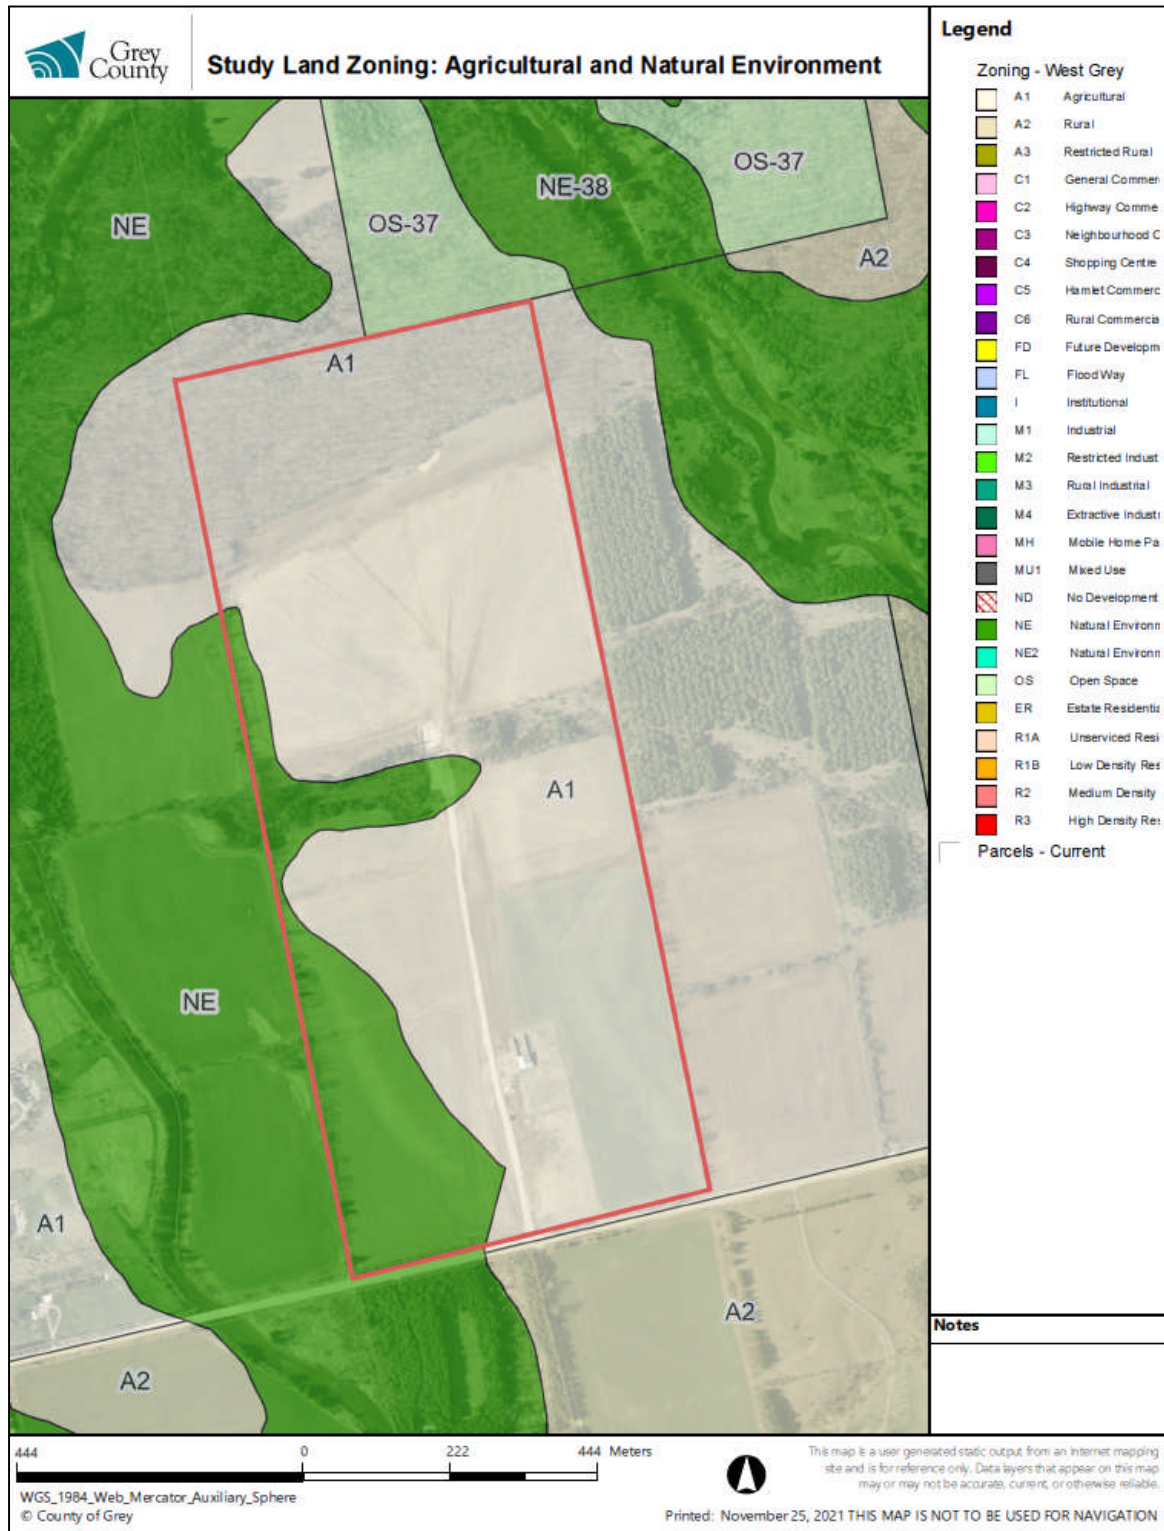 Grey
County
Study Land Zoning: Agricultural and Natural Environment
Legend
Zoning - West Grey
A1 Agricultural
A2 Rural
A3 Restricted Rural
C1 General Commer
C2 Highway Comme
C3 Neighbourhood C
C4 Shopping Centre
C5 Hamlet Commerc
C6 Rural Commercia
FD Future Developm
FL Flood Way
I Institutional
M1 Industrial
M2 Restricted Indust
M3 Rural Industrial
M4 Extractive Industr
MH Mobile Home Pa
MU1 Mixed Use
ND No Development
NE Natural Environm
NE2 Natural Environm
OS Open Space
ER Estate Residentia
R1A Unserviced Resi
R1B Low Density Res
R2 Medium Density
R3 High Density Res
Parcels - Current
Notes
OS-37
NE-38
NE
OS-37
A2
A1
A1
NE
A1
A2
A2
444 0 222 444 Meters
WGS_1984_Web_Mercator_Auxiliary_Sphere
© County of Grey
This map is a user generated static output from an Internet mapping
site and is for reference only. Data layers that appear on this map
may or may not be accurate, current, or otherwise reliable.
Printed: November 25, 2021 THIS MAP IS NOT TO BE USED FOR NAVIGATION